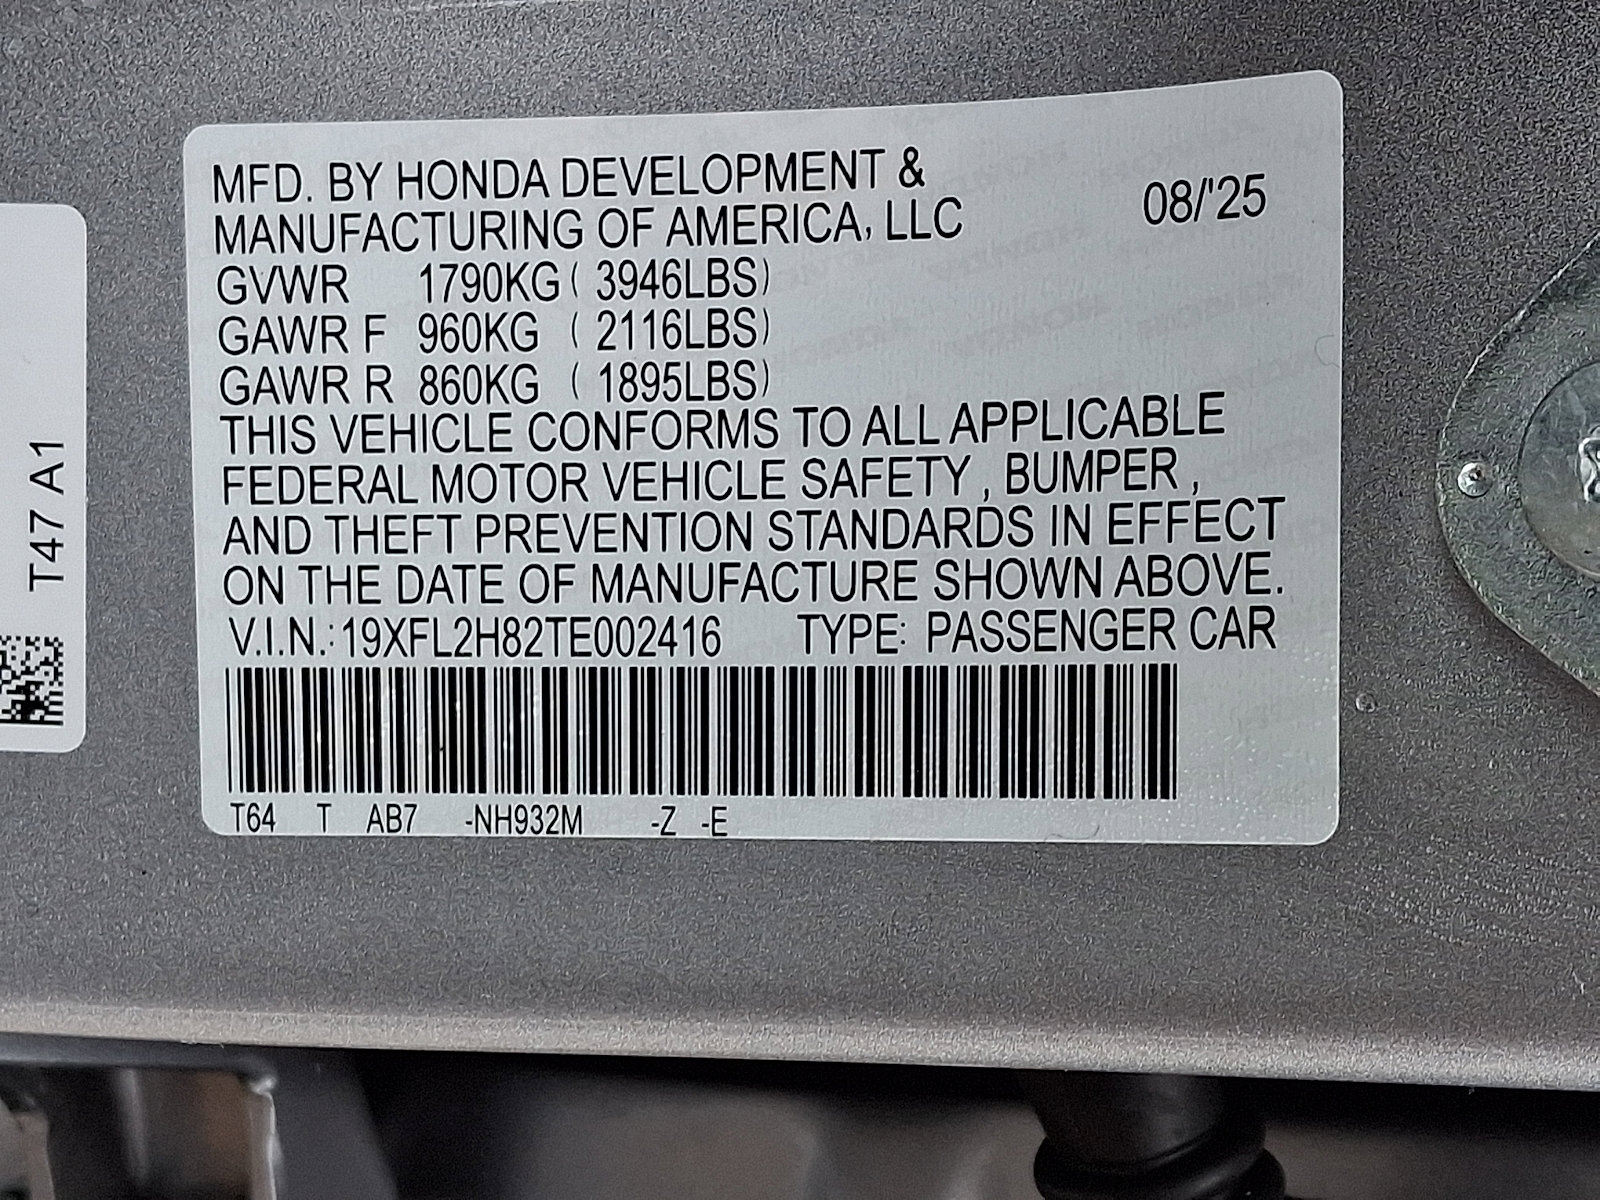 MFD. BY HONDA DEVELOPMENT &
MANUFACTURING OF AMERICA, LLC
08/'25
GVWR 1790KG ( 3946LBS)
GAWR F 960KG ( 2116LBS)
GAWR R 860KG ( 1895LBS)
THIS VEHICLE CONFORMS TO ALL APPLICABLE
FEDERAL MOTOR VEHICLE SAFETY , BUMPER ,
AND THEFT PREVENTION STANDARDS IN EFFECT
ON THE DATE OF MANUFACTURE SHOWN ABOVE.
V.I.N.: 19XFL2H82TE002416 TYPE: PASSENGER CAR
T64 T AB7 -NH932M -Z -E
T47 A1